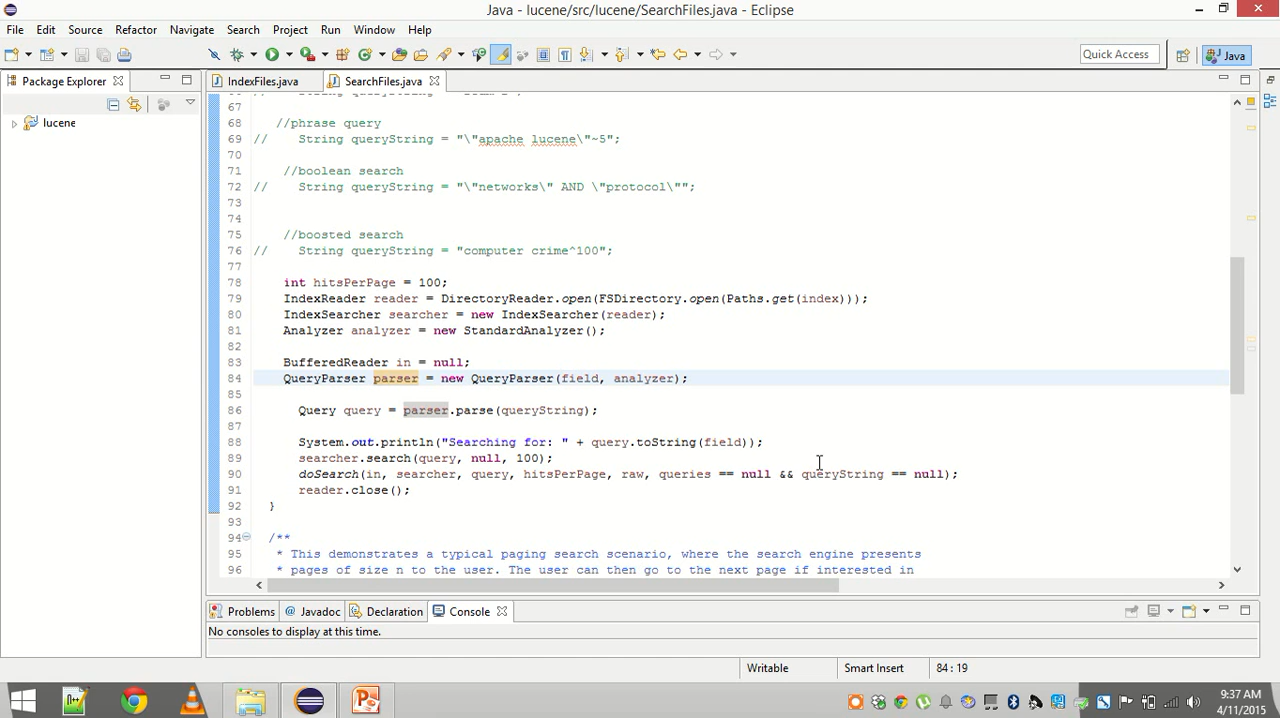 Java - lucene/src/lucene/SearchFiles.java - Eclipse
File Edit Source Refactor Navigate Search Project Run Window Help
Quick Access Java
Package Explorer IndexFiles.java SearchFiles.java
lucene
67
68 //phrase query
69 // String queryString = "\"apache lucene\"~5";
70
71 //boolean search
72 // String queryString = "\"networks\" AND \"protocol\"";
73
74
75 //boosted search
76 // String queryString = "computer crime^100";
77
78 int hitsPerPage = 100;
79 IndexReader reader = DirectoryReader.open(FSDirectory.open(Paths.get(index)));
80 IndexSearcher searcher = new IndexSearcher(reader);
81 Analyzer analyzer = new StandardAnalyzer();
82
83 BufferedReader in = null;
84 QueryParser parser = new QueryParser(field, analyzer);
85
86 Query query = parser.parse(queryString);
87
88 System.out.println("Searching for: " + query.toString(field));
89 searcher.search(query, null, 100);
90 doSearch(in, searcher, query, hitsPerPage, raw, queries == null && queryString == null);
91 reader.close();
92 }
93
94 /**
95 * This demonstrates a typical paging search scenario, where the search engine presents
96 * pages of size n to the user. The user can then go to the next page if interested in
Problems Javadoc Declaration Console
No consoles to display at this time.
Writable Smart Insert 84 : 19
9:37 AM
4/11/2015